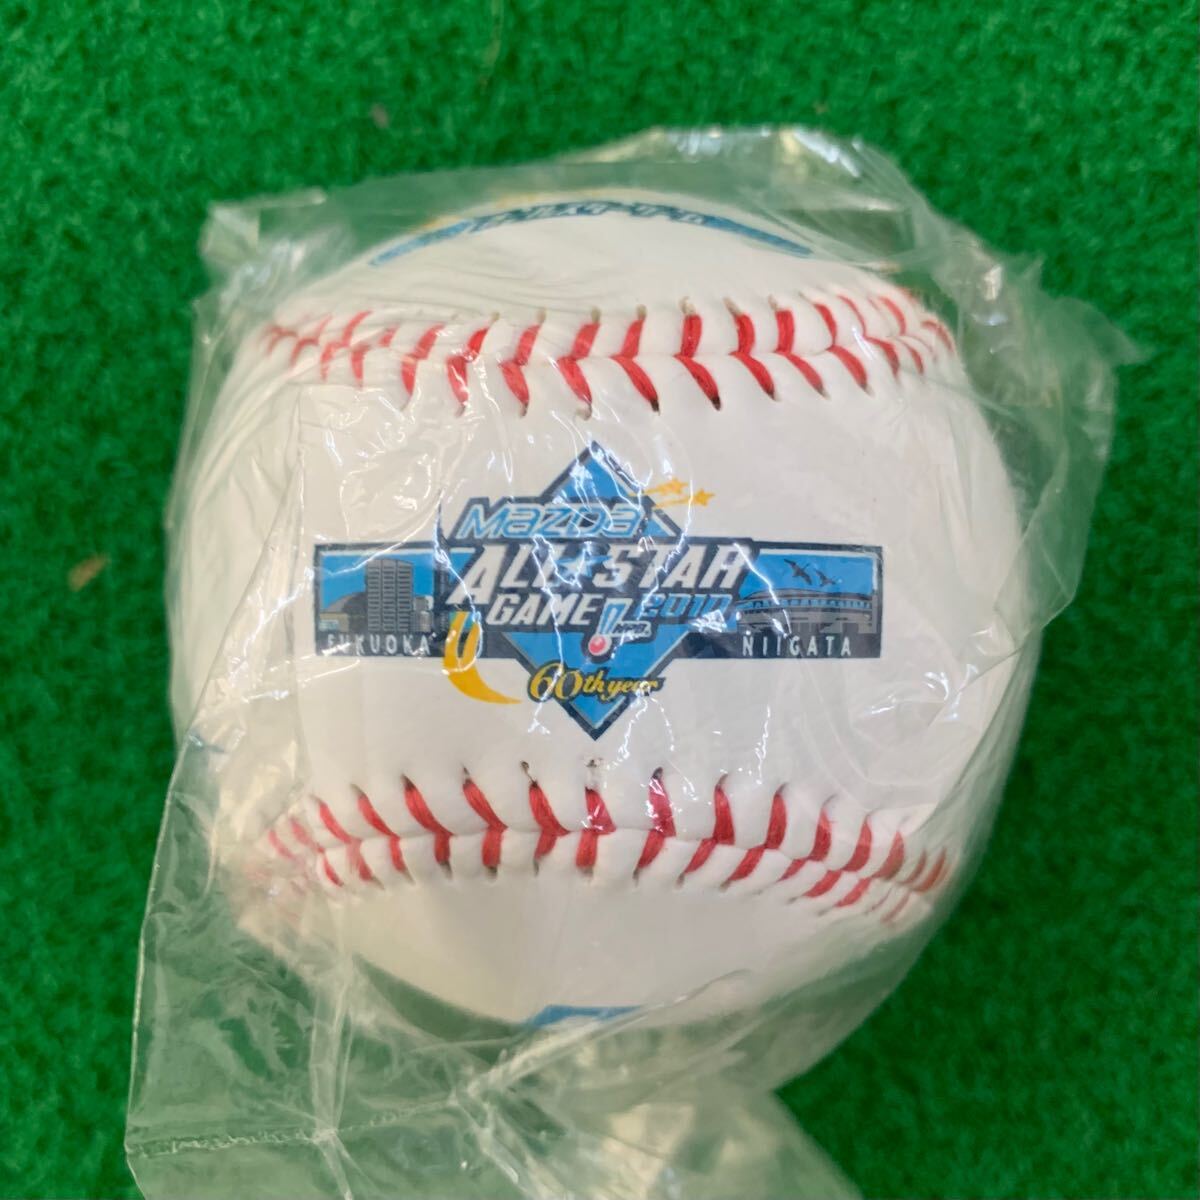 Mazda
ALL★STAR
GAME 2010
FUKUOKA
NIIGATA
60th year